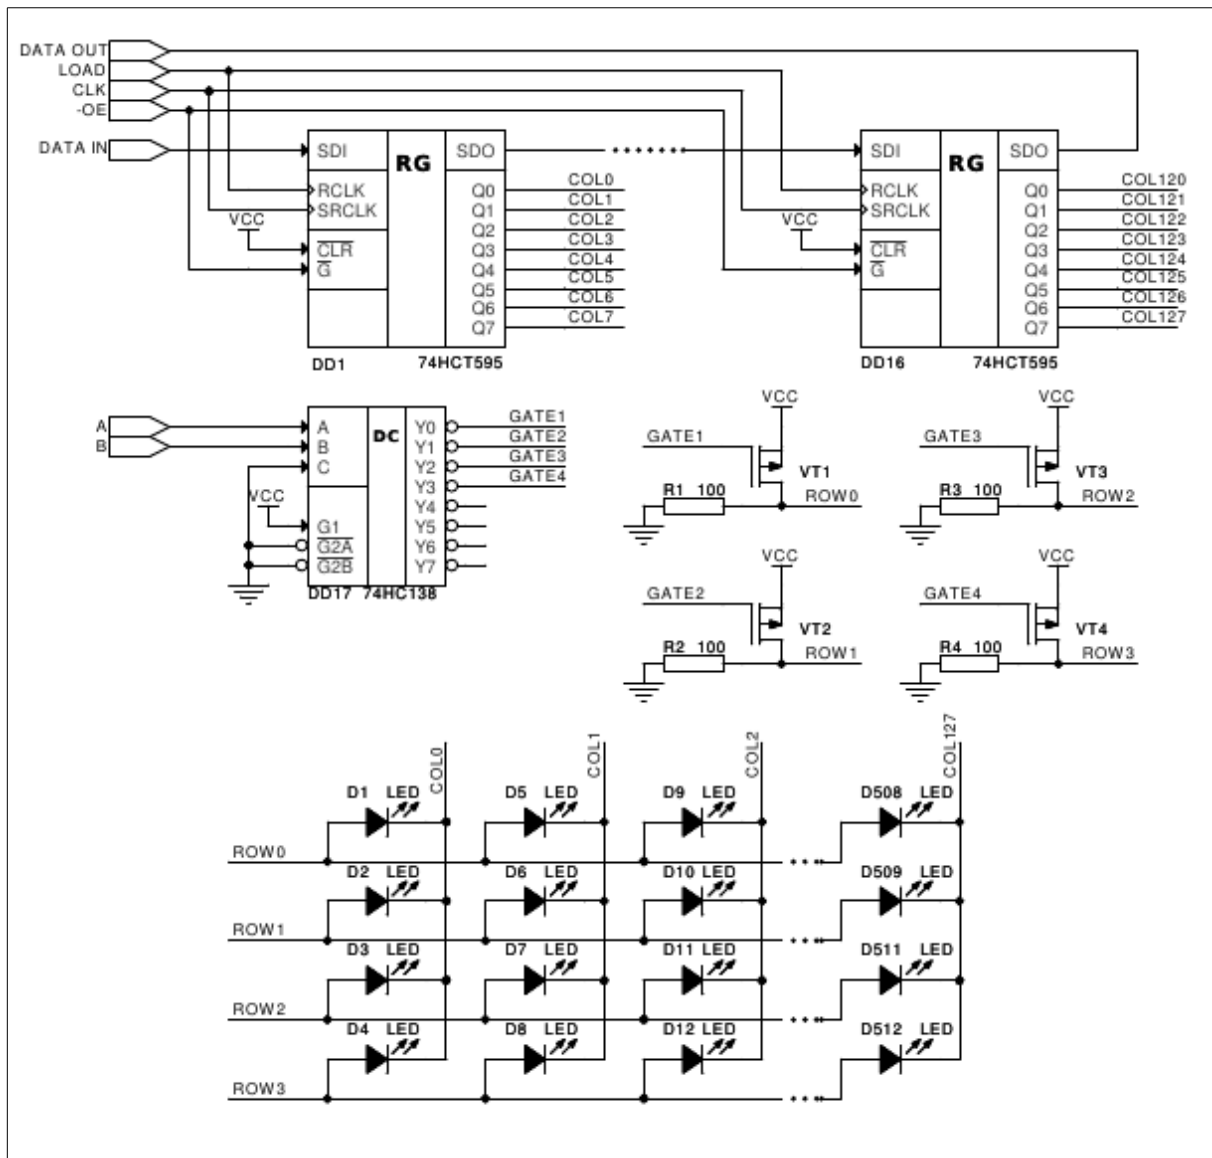 DATA OUT
LOAD
CLK
-OE
DATA IN
SDI
RG
SDO
RCLK
SRCLK
VCC
CLR
G
Q0
Q1
Q2
Q3
Q4
Q5
Q6
Q7
COL0
COL1
COL2
COL3
COL4
COL5
COL6
COL7
DD1
74HCT595
SDI
RG
SDO
RCLK
SRCLK
VCC
CLR
G
Q0
Q1
Q2
Q3
Q4
Q5
Q6
Q7
COL120
COL121
COL122
COL123
COL124
COL125
COL126
COL127
DD16
74HCT595
A
B
A
B
C
DC
VCC
G1
G2A
G2B
Y0
Y1
Y2
Y3
Y4
Y5
Y6
Y7
GATE1
GATE2
GATE3
GATE4
DD17 74HC138
VCC
GATE1
VT1
R1 100
ROW0
VCC
GATE3
VT3
R3 100
ROW2
VCC
GATE2
VT2
R2 100
ROW1
VCC
GATE4
VT4
R4 100
ROW3
COL0
COL1
COL2
COL127
D1 LED
D5 LED
D9 LED
D508 LED
ROW0
D2 LED
D6 LED
D10 LED
D509 LED
ROW1
D3 LED
D7 LED
D11 LED
D511 LED
ROW2
D4 LED
D8 LED
D12 LED
D512 LED
ROW3